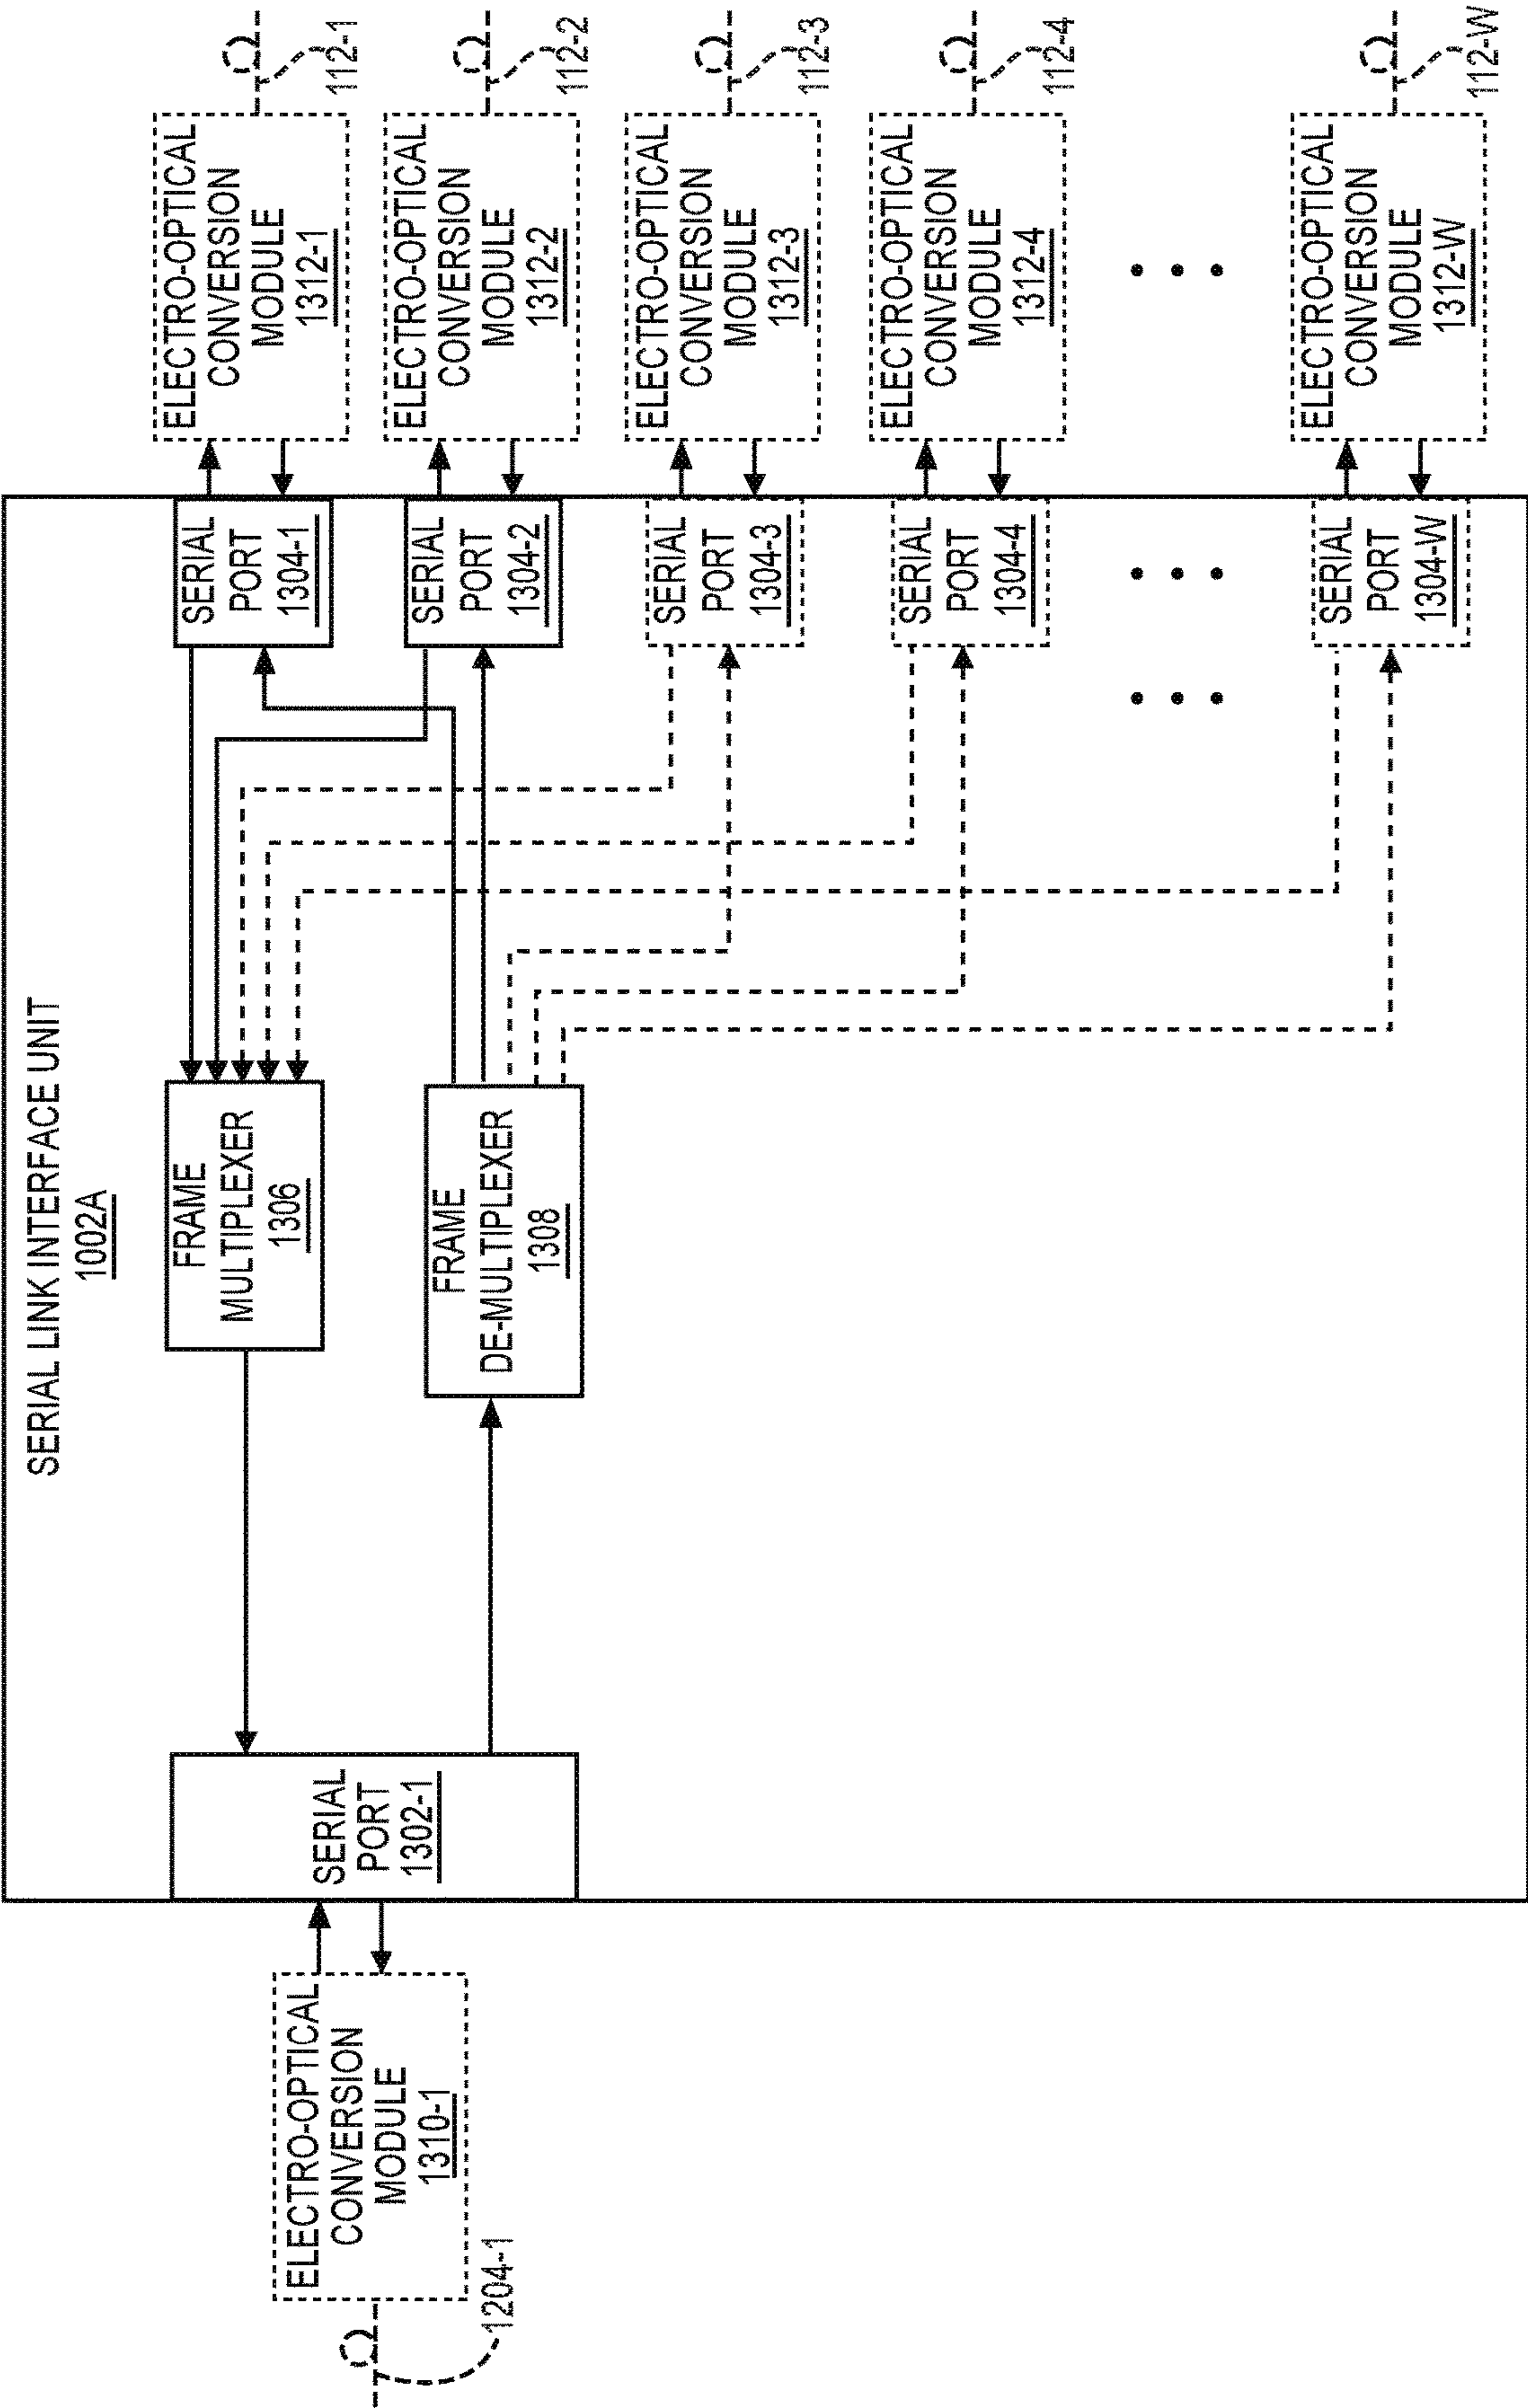 SERIAL LINK INTERFACE UNIT
1002A
ELECTRO-OPTICAL
CONVERSION
MODULE
1310-1
1204-1
SERIAL
PORT
1302-1
FRAME
MULTIPLEXER
1306
FRAME
DE-MULTIPLEXER
1308
SERIAL
PORT
1304-1
SERIAL
PORT
1304-2
SERIAL
PORT
1304-3
SERIAL
PORT
1304-4
SERIAL
PORT
1304-W
ELECTRO-OPTICAL
CONVERSION
MODULE
1312-1
112-1
ELECTRO-OPTICAL
CONVERSION
MODULE
1312-2
112-2
ELECTRO-OPTICAL
CONVERSION
MODULE
1312-3
112-3
ELECTRO-OPTICAL
CONVERSION
MODULE
1312-4
112-4
ELECTRO-OPTICAL
CONVERSION
MODULE
1312-W
112-W